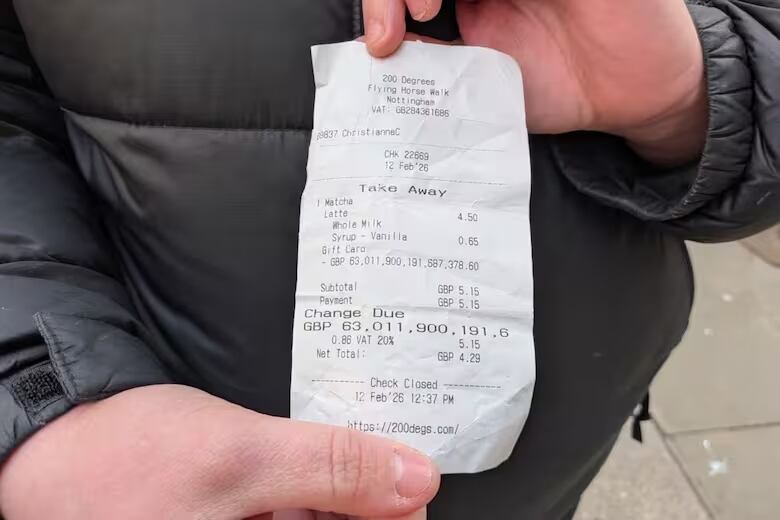 200 Degrees
Flying Horse Walk
Nottingham
VAT: GB284361686
69837 ChristianneC
CHK 22669
12 Feb'26
Take Away
1 Matcha
Latte 4.50
Whole Milk
Syrup - Vanilla 0.65
Gift Card
- GBP 63,011,900,191,687,378.60
Subtotal GBP 5.15
Payment GBP 5.15
Change Due
GBP 63,011,900,191,6
0.86 VAT 20% 5.15
Net Total: GBP 4.29
Check Closed
12 Feb'26 12:37 PM
https://200degs.com/